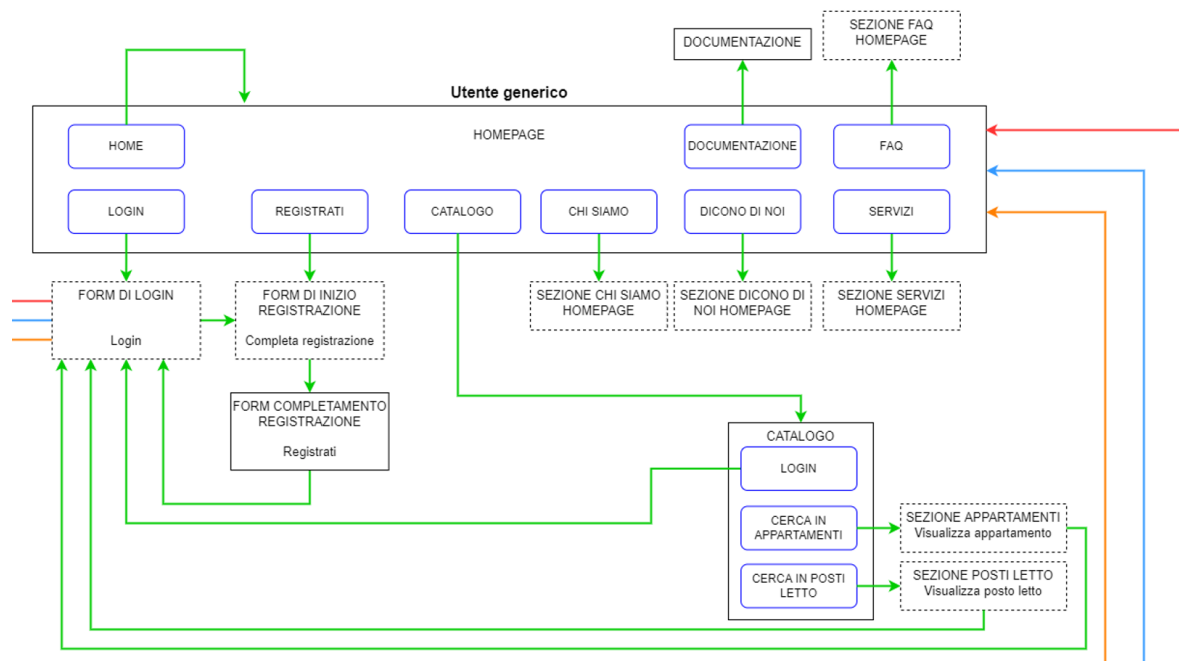 SEZIONE FAQ
HOMEPAGE
DOCUMENTAZIONE
Utente generico
HOMEPAGE
HOME
DOCUMENTAZIONE
FAQ
LOGIN
REGISTRATI
CATALOGO
CHI SIAMO
DICONO DI NOI
SERVIZI
FORM DI LOGIN
Login
FORM DI INIZIO
REGISTRAZIONE
Completa registrazione
SEZIONE CHI SIAMO
HOMEPAGE
SEZIONE DICONO DI
NOI HOMEPAGE
SEZIONE SERVIZI
HOMEPAGE
FORM COMPLETAMENTO
REGISTRAZIONE
Registrati
CATALOGO
LOGIN
CERCA IN
APPARTAMENTI
SEZIONE APPARTAMENTI
Visualizza appartamento
CERCA IN POSTI
LETTO
SEZIONE POSTI LETTO
Visualizza posto letto